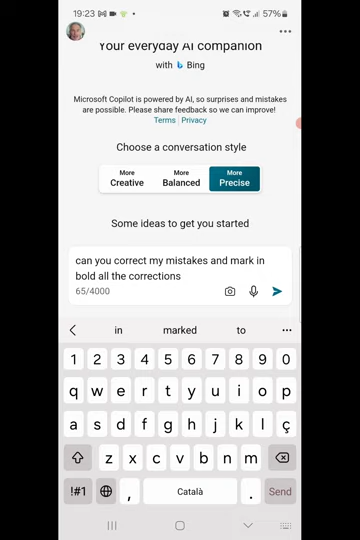 19:23
57%
Your everyday AI companion
with Bing
Microsoft Copilot is powered by AI, so surprises and mistakes
are possible. Please share feedback so we can improve!
Terms | Privacy
Choose a conversation style
More Creative
More Balanced
More Precise
Some ideas to get you started
can you correct my mistakes and mark in
bold all the corrections
65/4000
in marked to
1 2 3 4 5 6 7 8 9 0
q w e r t y u i o p
a s d f g h j k l ç
z x c v b n m
!#1 , Català . Send